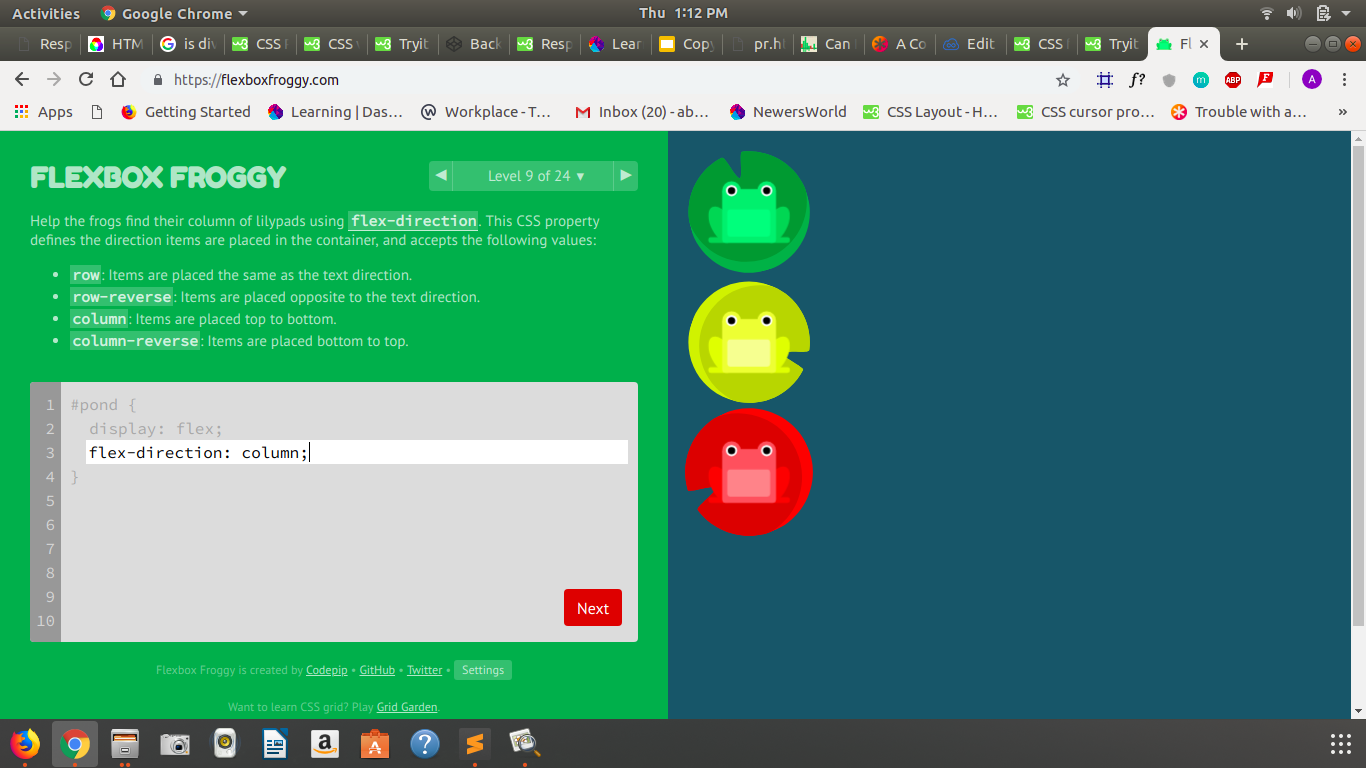 Activities Google Chrome ▾ Thu 1:12 PM
Resp HTM is div CSS CSS Tryit Back Resp Lear Copy pr.h Can A Co Edit CSS Tryit Fl
https://flexboxfroggy.com f? m ABP F A
Apps Getting Started Learning | Das… Workplace - T… Inbox (20) - ab… NewersWorld CSS Layout - H… CSS cursor pro… Trouble with a… »
FLEXBOX FROGGY
◀ Level 9 of 24 ▾ ▶
Help the frogs find their column of lilypads using flex-direction. This CSS property
defines the direction items are placed in the container, and accepts the following values:
• row: Items are placed the same as the text direction.
• row-reverse: Items are placed opposite to the text direction.
• column: Items are placed top to bottom.
• column-reverse: Items are placed bottom to top.
1 #pond {
2 display: flex;
3 flex-direction: column;
4 }
5
6
7
8
9
10
Next
Flexbox Froggy is created by Codepip • GitHub • Twitter • Settings
Want to learn CSS grid? Play Grid Garden.